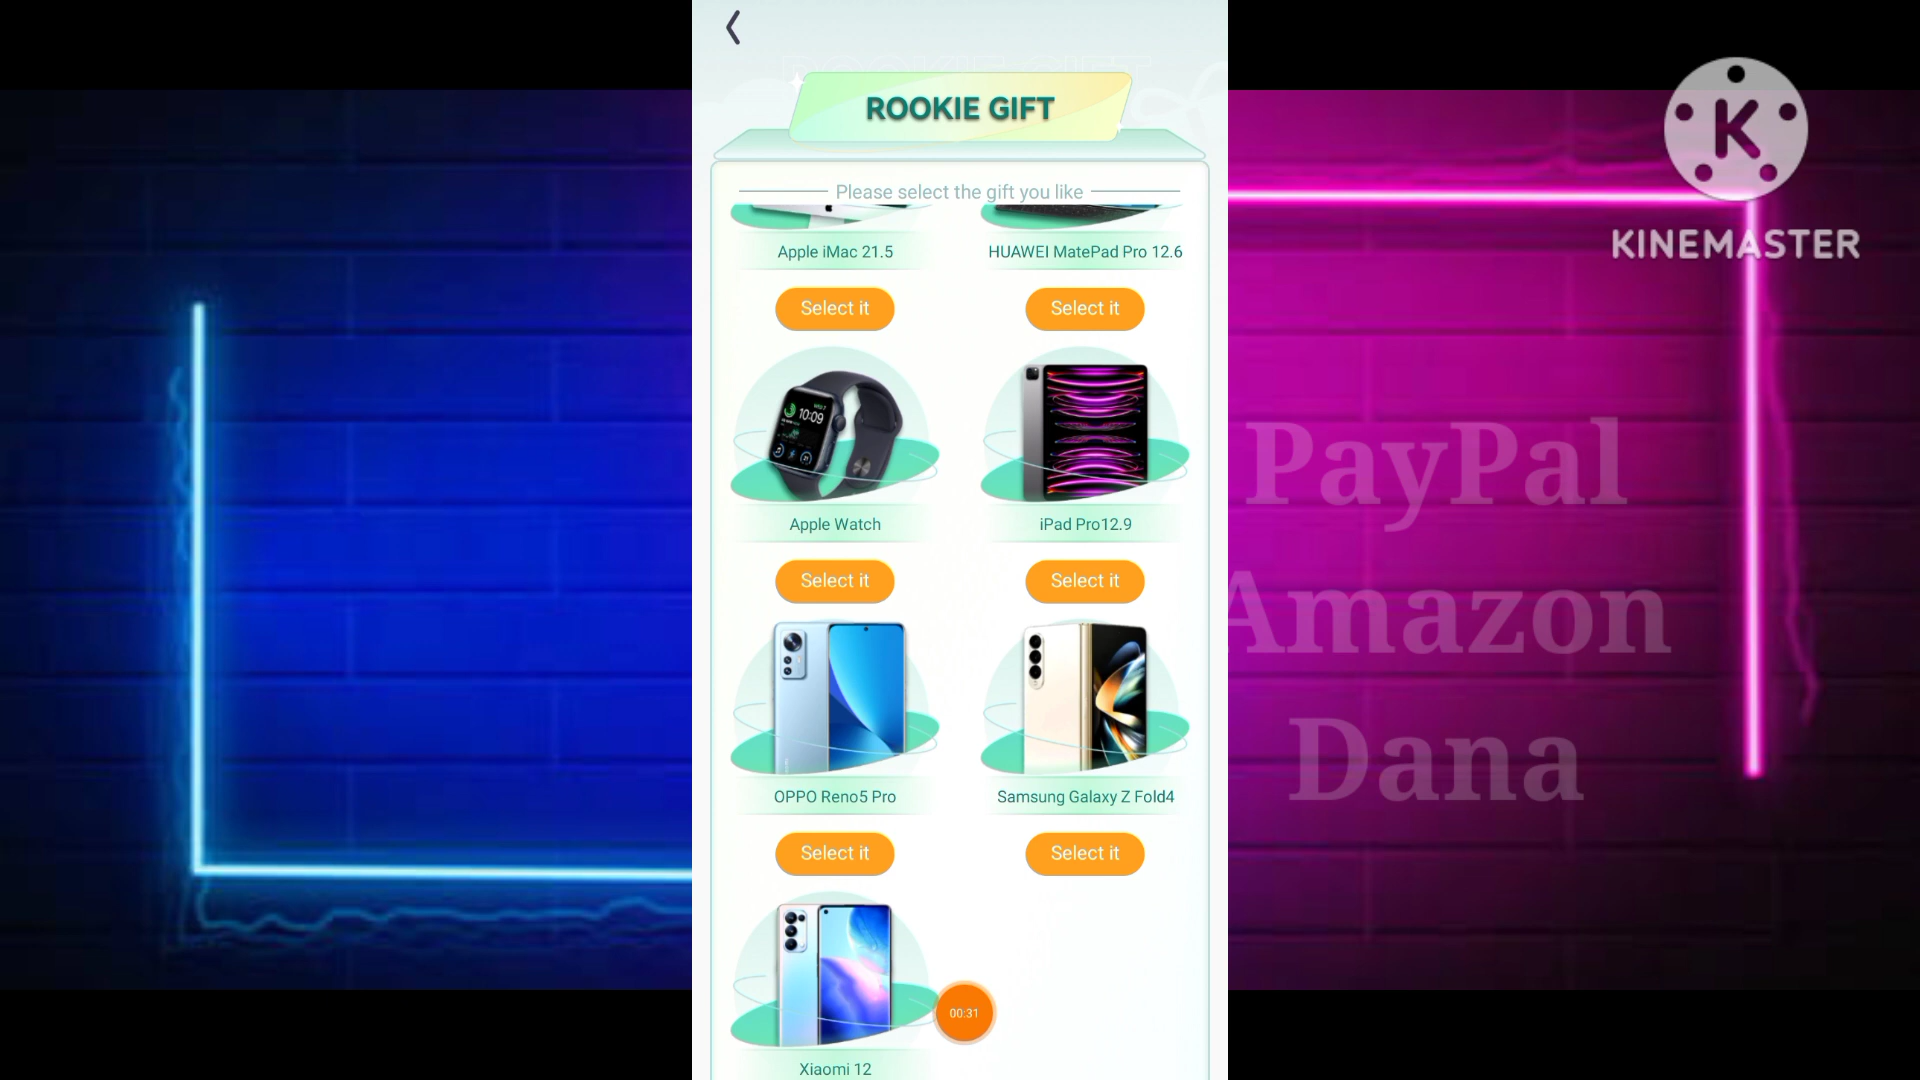 ROOKIE GIFT
Please select the gift you like
Apple iMac 21.5
HUAWEI MatePad Pro 12.6
Select it
Select it
10:09
Apple Watch
iPad Pro12.9
Select it
Select it
OPPO Reno5 Pro
Samsung Galaxy Z Fold4
Select it
Select it
00:31
Xiaomi 12
K
KINEMASTER
PayPal
Amazon
Dana